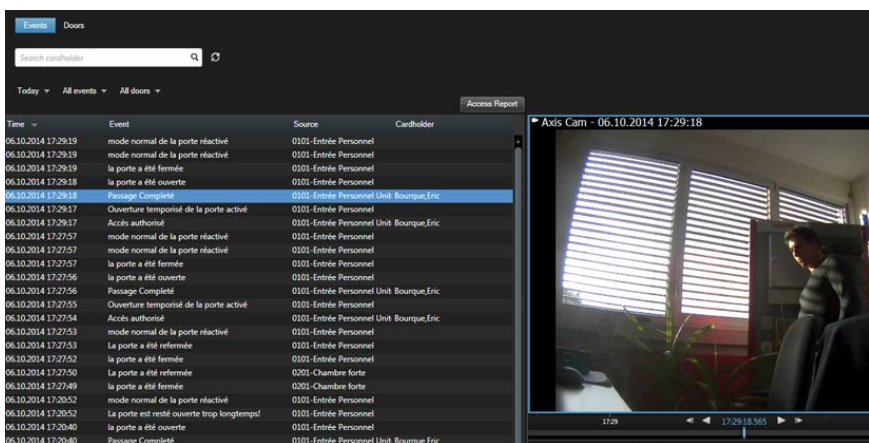 Events Doors
Search cardholder
Today All events All doors
Access Report
Time Event Source Cardholder
06.10.2014 17:29:19 mode normal de la porte réactivé 0101-Entrée Personnel
06.10.2014 17:29:19 mode normal de la porte réactivé 0101-Entrée Personnel
06.10.2014 17:29:19 la porte a été fermée 0101-Entrée Personnel
06.10.2014 17:29:18 la porte a été ouverte 0101-Entrée Personnel
06.10.2014 17:29:18 Passage Completé 0101-Entrée Personnel Unit Bourque,Eric
06.10.2014 17:29:17 Ouverture temporisé de la porte activé 0101-Entrée Personnel
06.10.2014 17:29:17 Accès authorisé 0101-Entrée Personnel Unit Bourque,Eric
06.10.2014 17:27:57 mode normal de la porte réactivé 0101-Entrée Personnel
06.10.2014 17:27:57 mode normal de la porte réactivé 0101-Entrée Personnel
06.10.2014 17:27:57 la porte a été fermée 0101-Entrée Personnel
06.10.2014 17:27:56 la porte a été ouverte 0101-Entrée Personnel
06.10.2014 17:27:56 Passage Completé 0101-Entrée Personnel Unit Bourque,Eric
06.10.2014 17:27:55 Ouverture temporisé de la porte activé 0101-Entrée Personnel
06.10.2014 17:27:54 Accès authorisé 0101-Entrée Personnel Unit Bourque,Eric
06.10.2014 17:27:53 mode normal de la porte réactivé 0101-Entrée Personnel
06.10.2014 17:27:53 La porte a été refermée 0101-Entrée Personnel
06.10.2014 17:27:52 la porte a été fermée 0101-Entrée Personnel
06.10.2014 17:27:50 La porte a été refermée 0201-Chambre forte
06.10.2014 17:27:49 la porte a été fermée 0201-Chambre forte
06.10.2014 17:20:52 mode normal de la porte réactivé 0101-Entrée Personnel
06.10.2014 17:20:52 La porte est resté ouverte trop longtemps! 0101-Entrée Personnel
06.10.2014 17:20:40 la porte a été ouverte 0101-Entrée Personnel
06.10.2014 17:20:40 Passage Completé 0101-Entrée Personnel Unit Bourque,Eric
Axis Cam - 06.10.2014 17:29:18
17:29 17:29:18.565